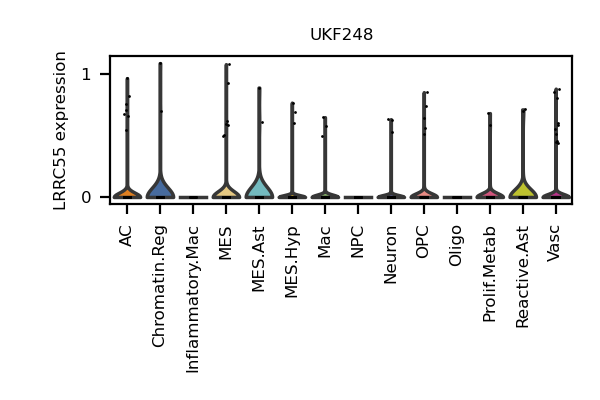 UKF248
LRRC55 expression
1
0
AC
Chromatin.Reg
Inflammatory.Mac
MES
MES.Ast
MES.Hyp
Mac
NPC
Neuron
OPC
Oligo
Prolif.Metab
Reactive.Ast
Vasc